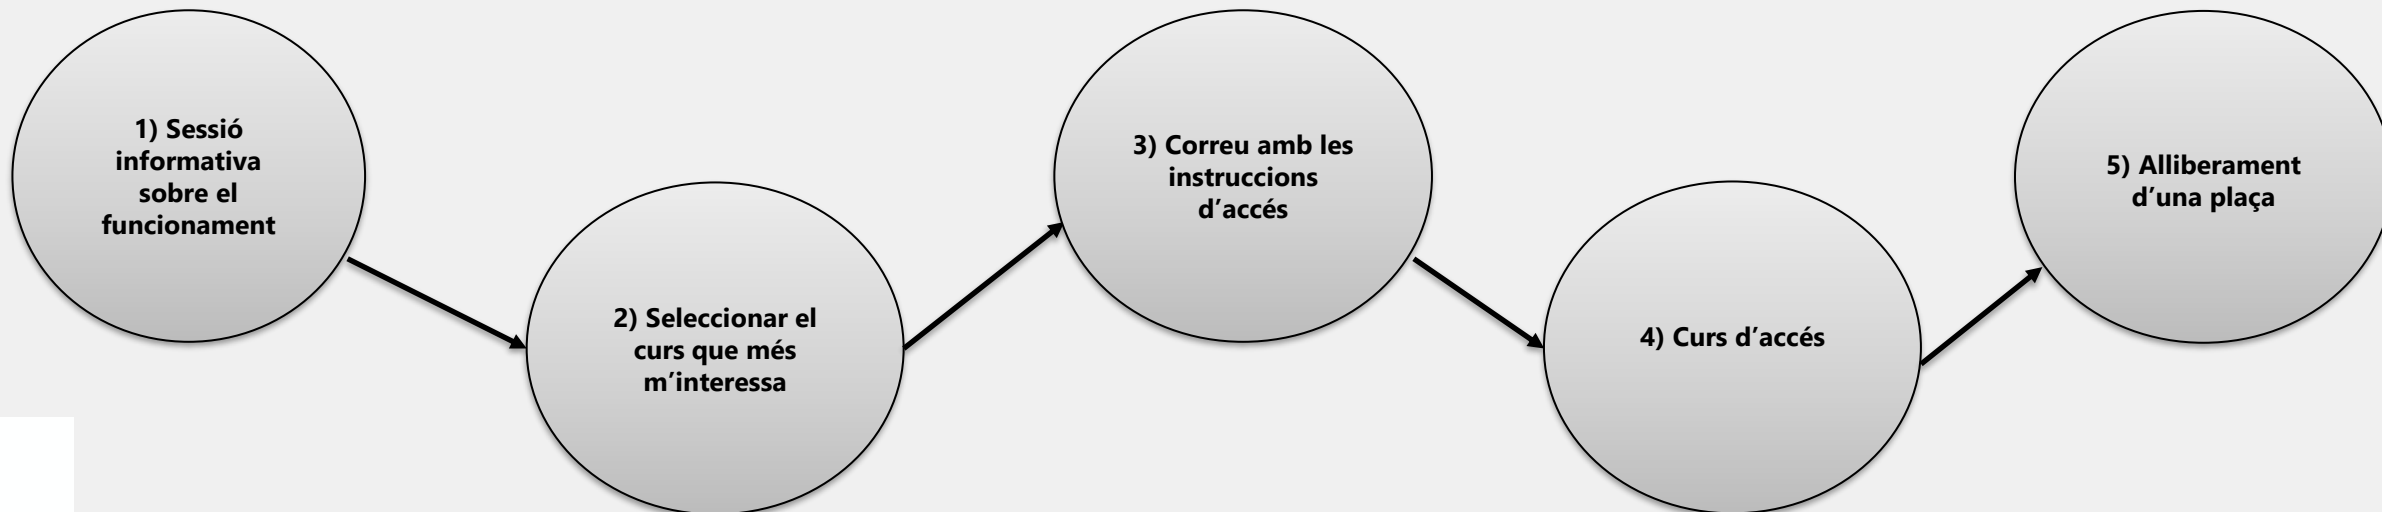 1) Sessió
informativa
sobre el
funcionament
2) Seleccionar el
curs que més
m’interessa
3) Correu amb les
instruccions
d’accés
4) Curs d’accés
5) Alliberament
d’una plaça